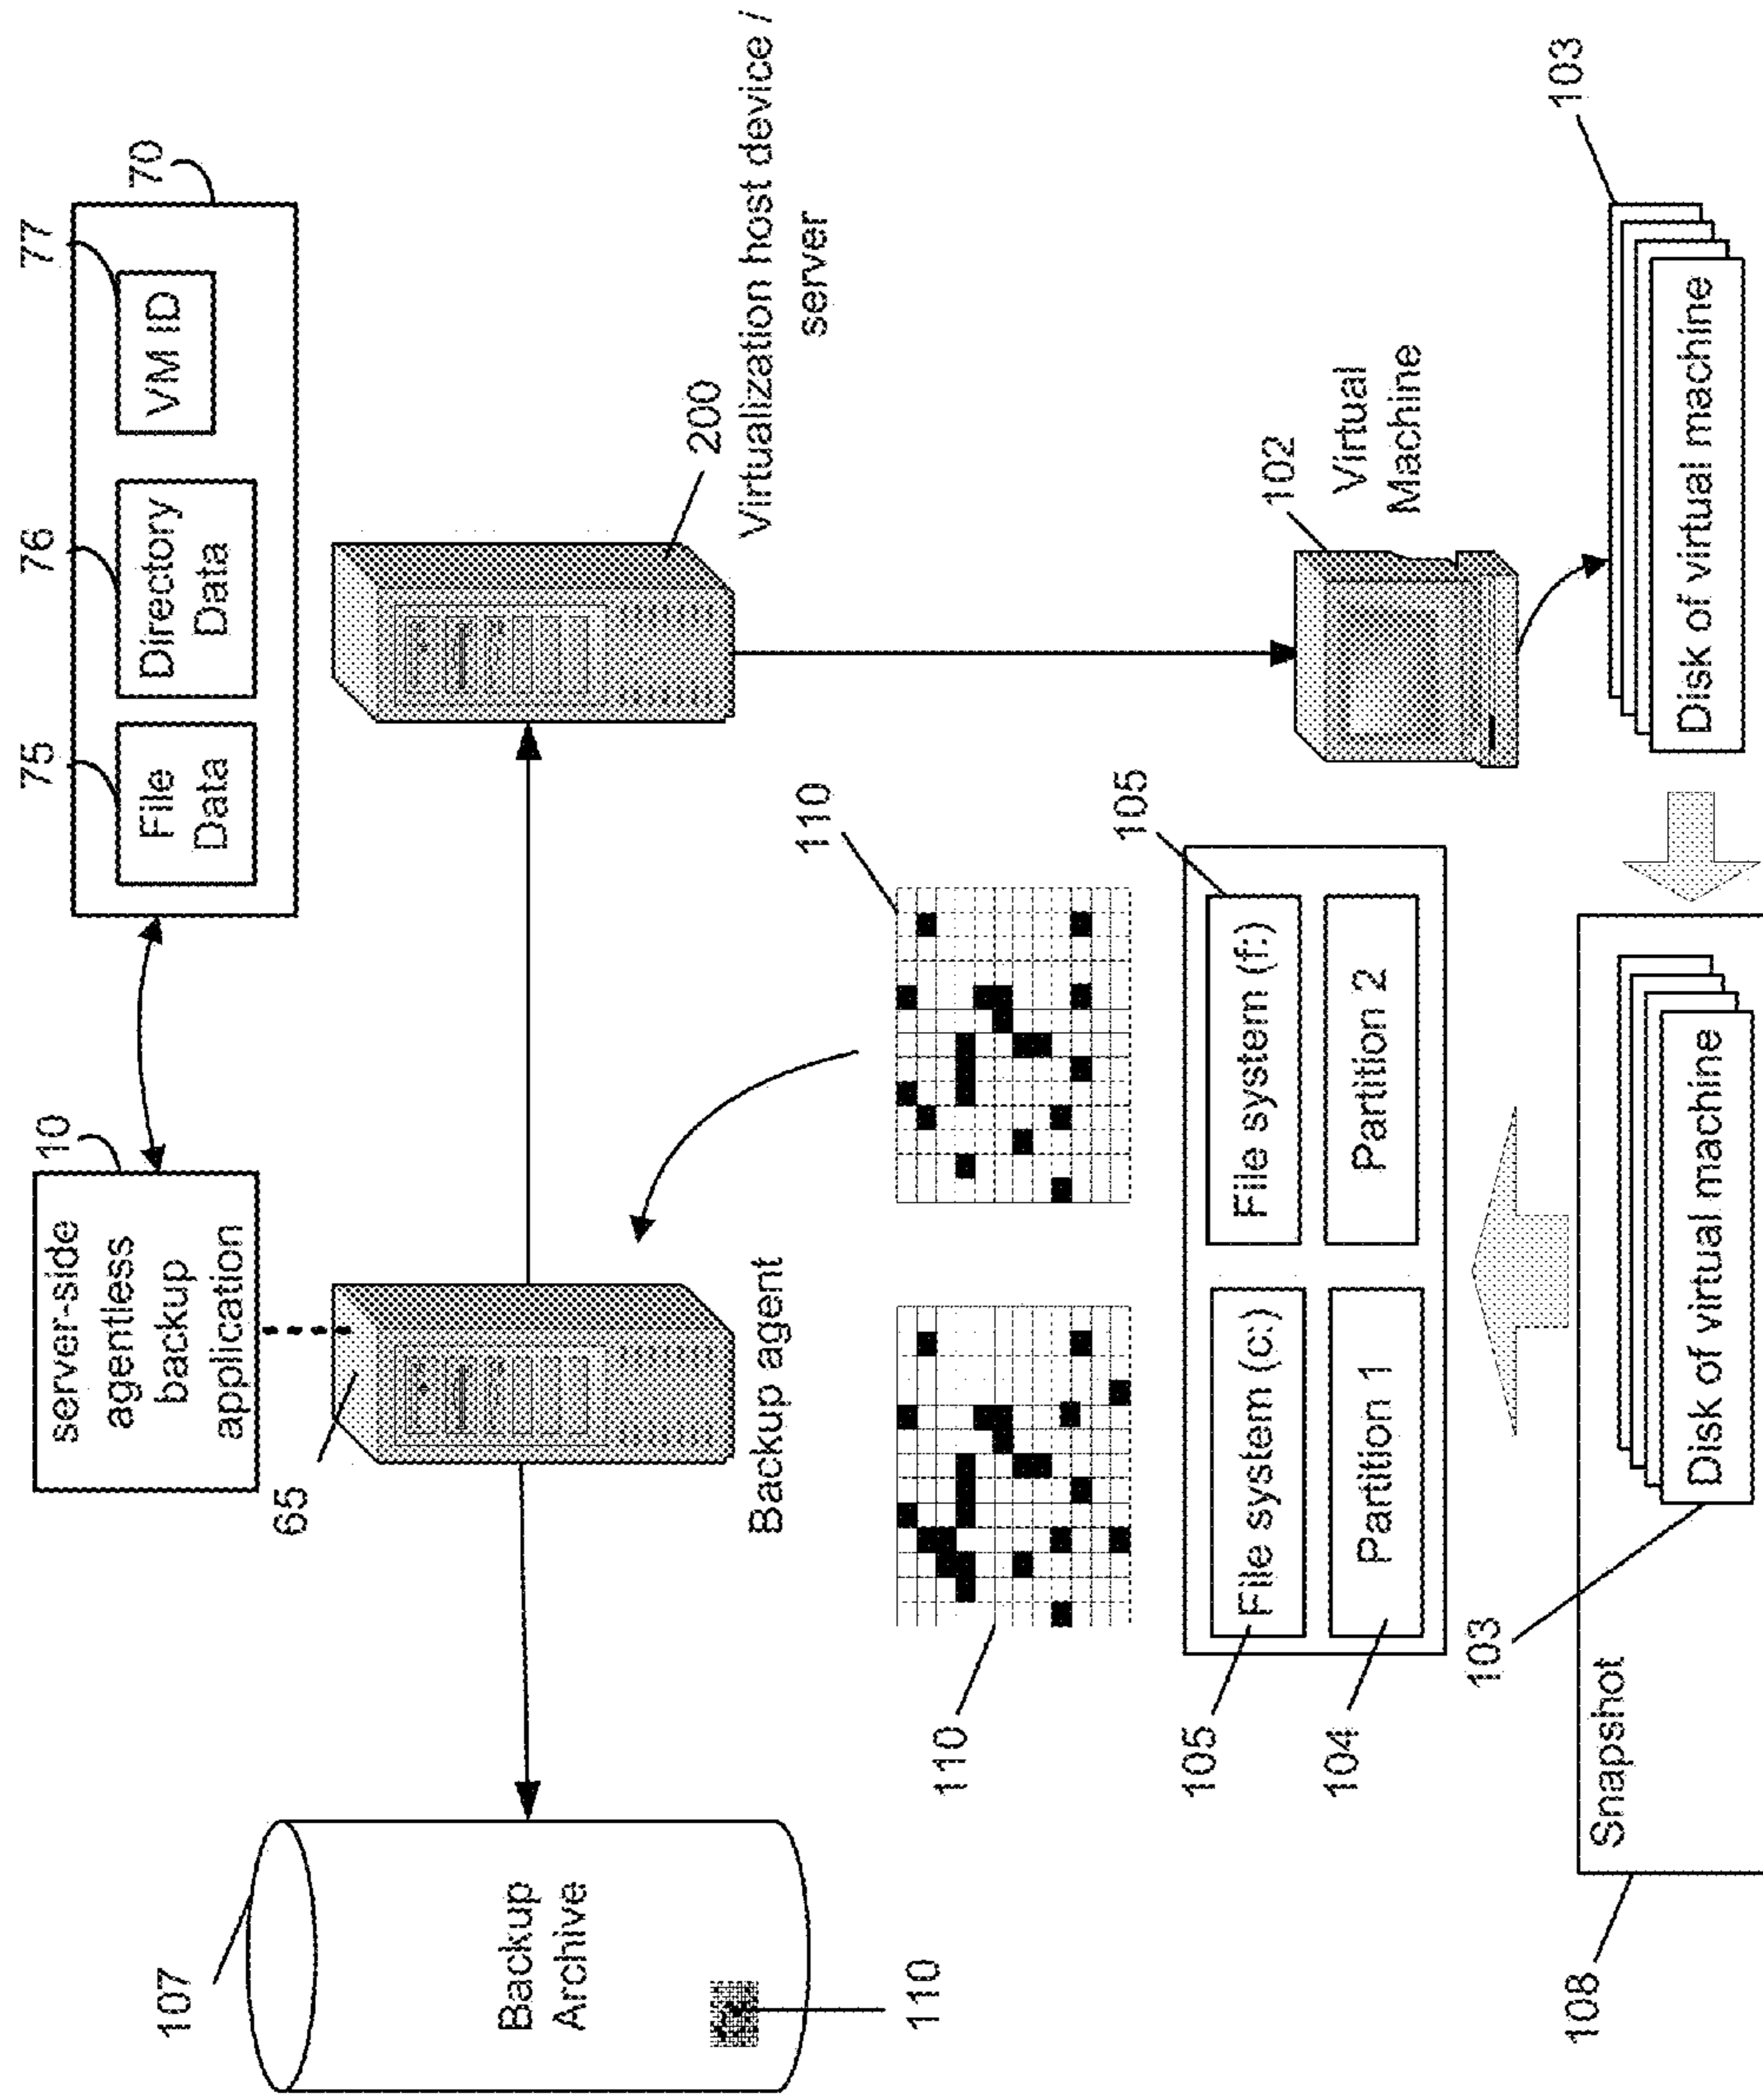 10
server-side
agentless
backup
application
75
76
77
70
File
Data
Directory
Data
VM ID
107
Backup
Archive
110
65
Backup agent
200
Virtualization host device /
server
110
110
102
Virtual
Machine
105
File system (c:)
File system (f:)
105
104
Partition 1
Partition 2
108
Snapshot
103
Disk of virtual machine
Disk of virtual machine
103